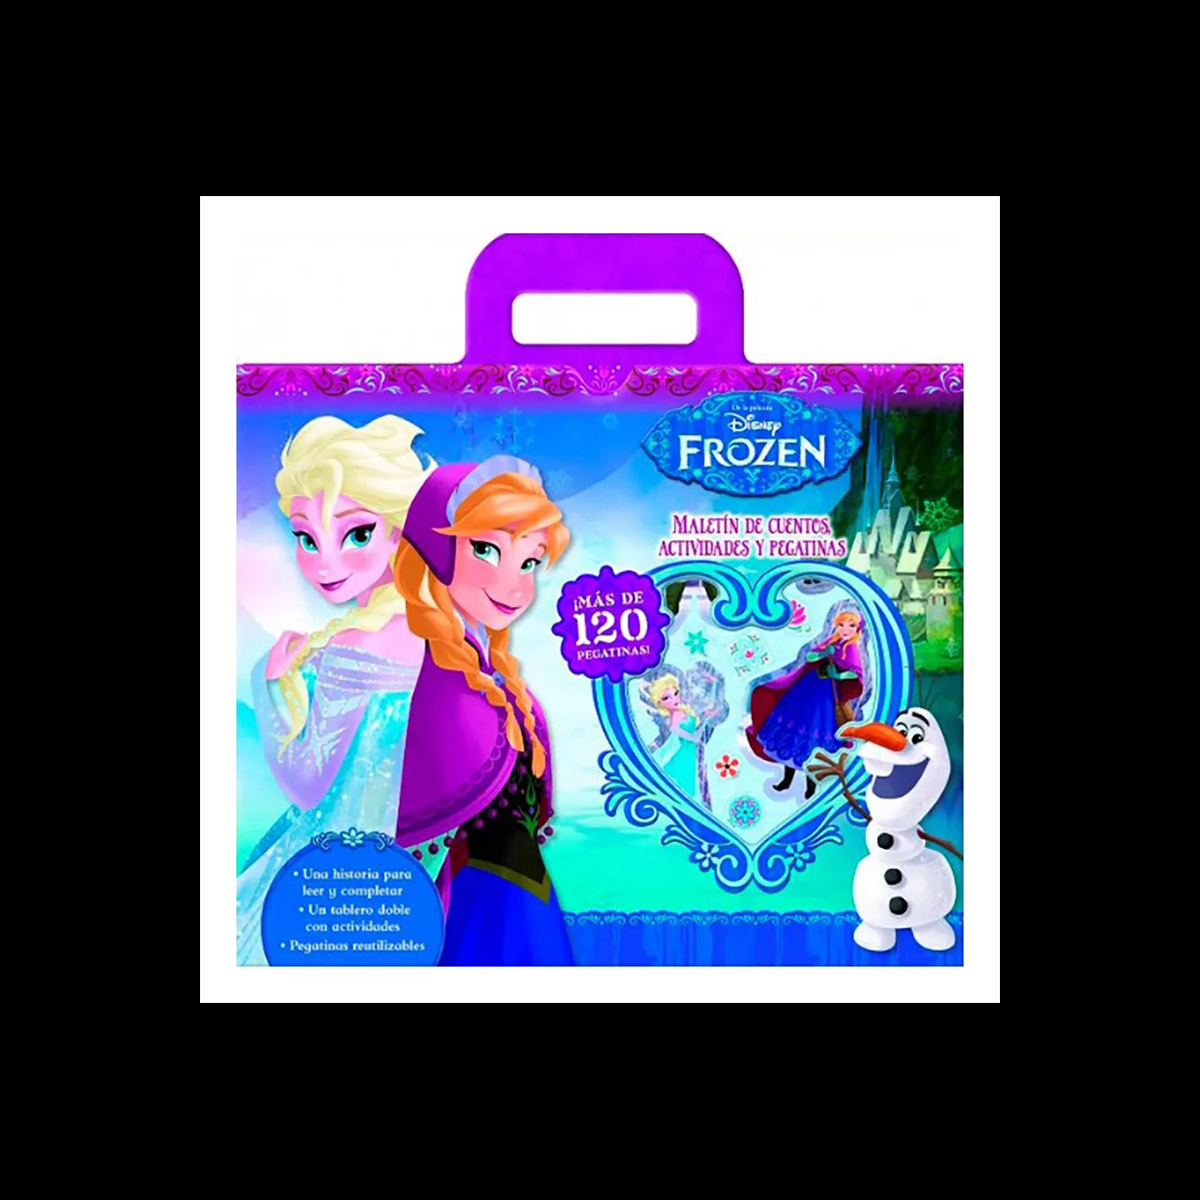 De la película
Disney
FROZEN
MALETÍN DE CUENTOS,
ACTIVIDADES Y PEGATINAS
¡MÁS DE
120
PEGATINAS!
• Una historia para
leer y completar
• Un tablero doble
con actividades
• Pegatinas reutilizables